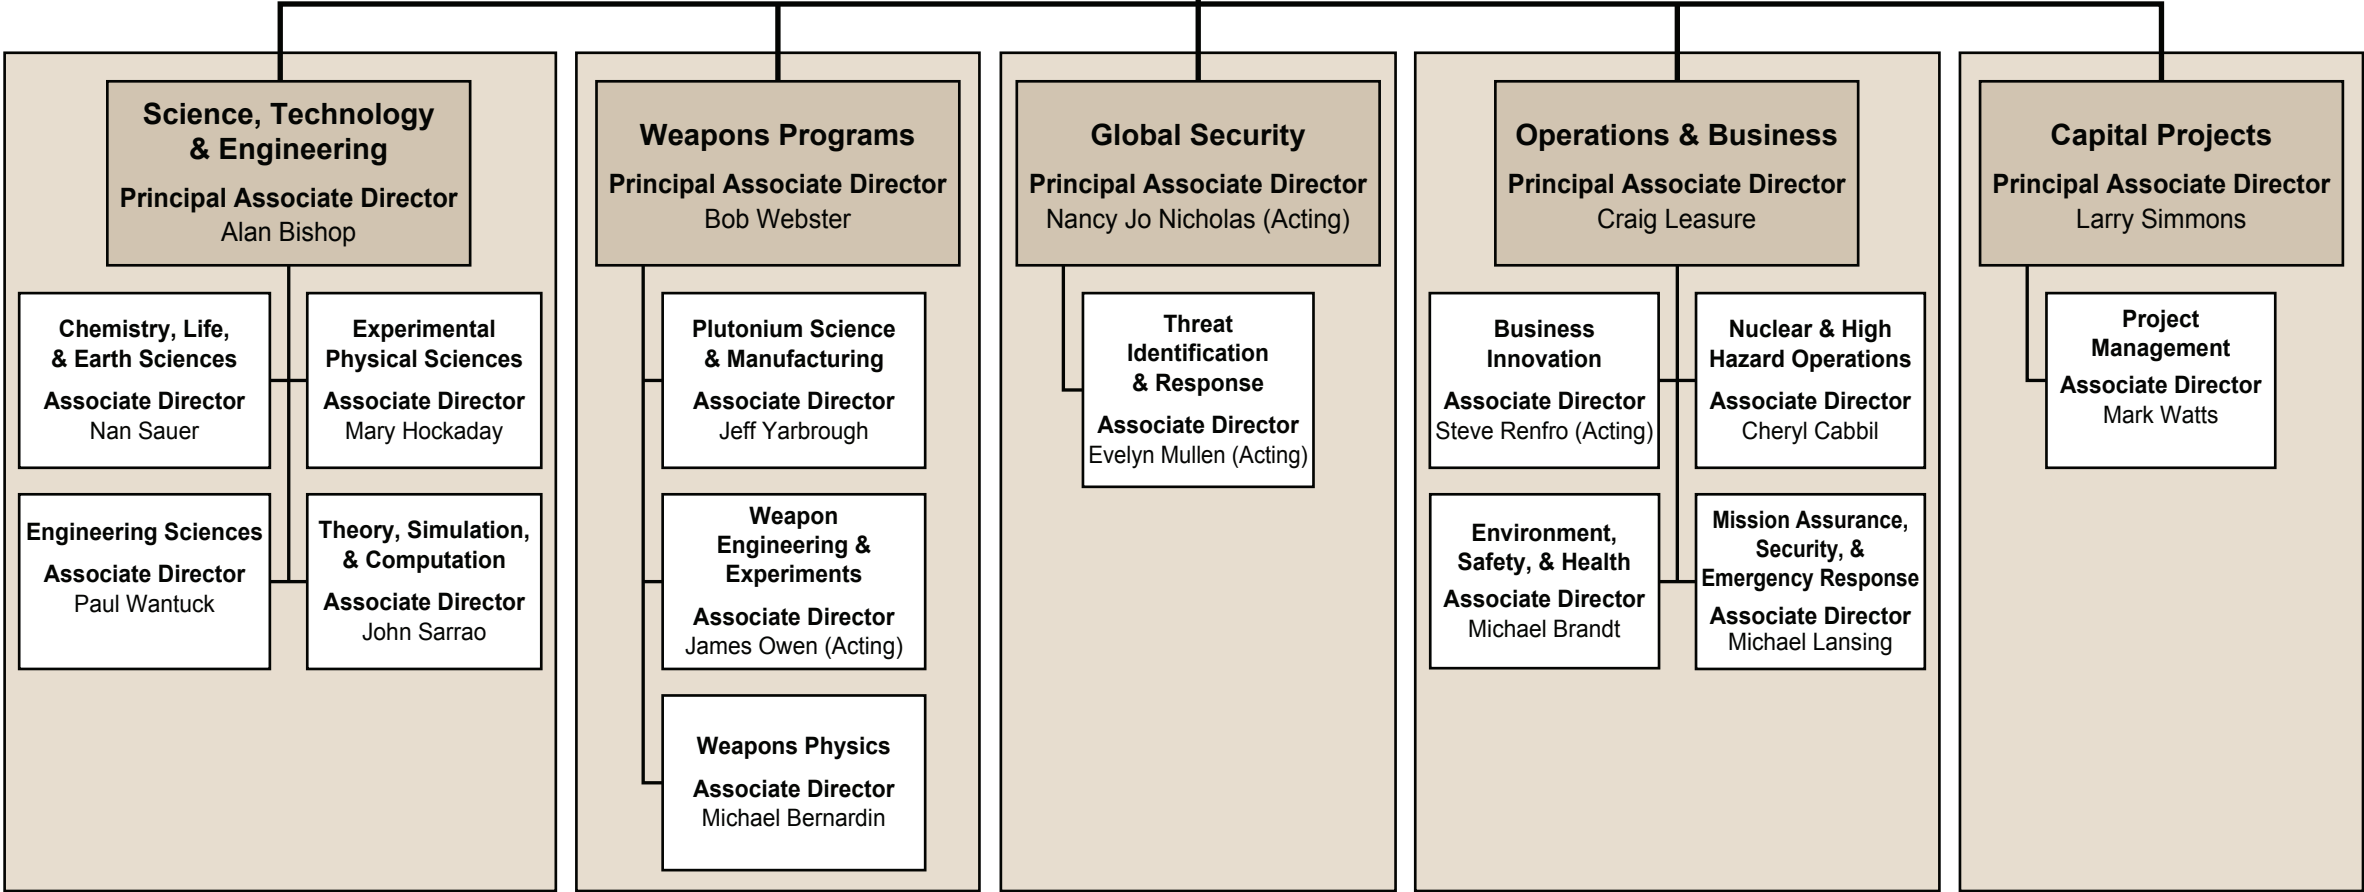 Science, Technology
& Engineering
Principal Associate Director
Alan Bishop
Chemistry, Life,
& Earth Sciences
Associate Director
Nan Sauer
Experimental
Physical Sciences
Associate Director
Mary Hockaday
Engineering Sciences
Associate Director
Paul Wantuck
Theory, Simulation,
& Computation
Associate Director
John Sarrao
Weapons Programs
Principal Associate Director
Bob Webster
Plutonium Science
& Manufacturing
Associate Director
Jeff Yarbrough
Weapon
Engineering &
Experiments
Associate Director
James Owen (Acting)
Weapons Physics
Associate Director
Michael Bernardin
Global Security
Principal Associate Director
Nancy Jo Nicholas (Acting)
Threat
Identification
& Response
Associate Director
Evelyn Mullen (Acting)
Operations & Business
Principal Associate Director
Craig Leasure
Business
Innovation
Associate Director
Steve Renfro (Acting)
Nuclear & High
Hazard Operations
Associate Director
Cheryl Cabbil
Environment,
Safety, & Health
Associate Director
Michael Brandt
Mission Assurance,
Security, &
Emergency Response
Associate Director
Michael Lansing
Capital Projects
Principal Associate Director
Larry Simmons
Project
Management
Associate Director
Mark Watts